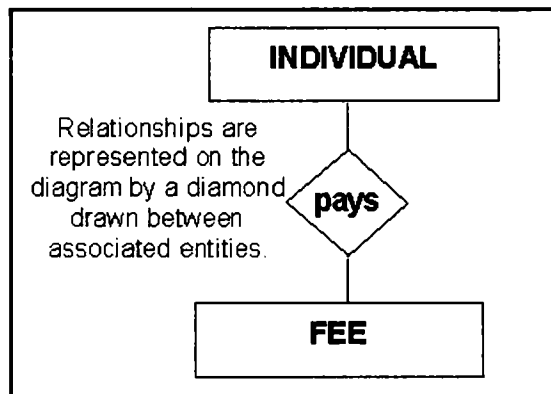 INDIVIDUAL
Relationships are
represented on the
diagram by a diamond
drawn between
associated entities.
pays
FEE